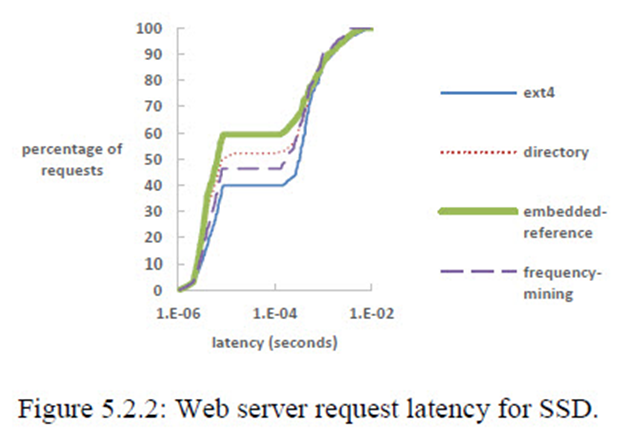 100
90
80
70
60
50
40
30
20
10
0
percentage of
requests
1.E-06 1.E-04 1.E-02
latency (seconds)
ext4
directory
embedded-
reference
frequency-
mining
Figure 5.2.2: Web server request latency for SSD.